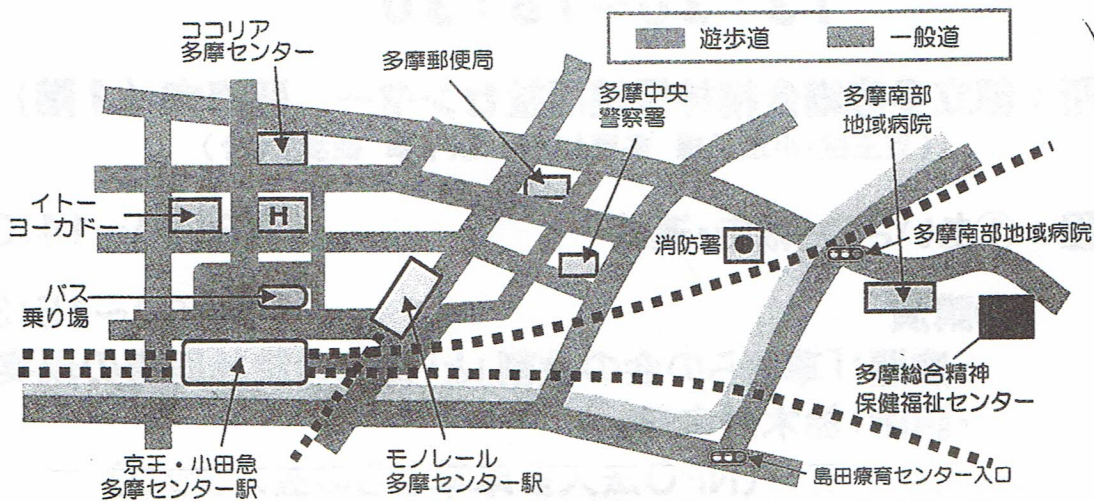 ココリア
多摩センター
多摩郵便局
遊歩道
一般道
多摩中央
警察署
多摩南部
地域病院
イトー
ヨーカドー
H
消防署
多摩南部地域病院
バス
乗り場
多摩総合精神
保健福祉センター
京王・小田急
多摩センター駅
モノレール
多摩センター駅
島田療育センター入口